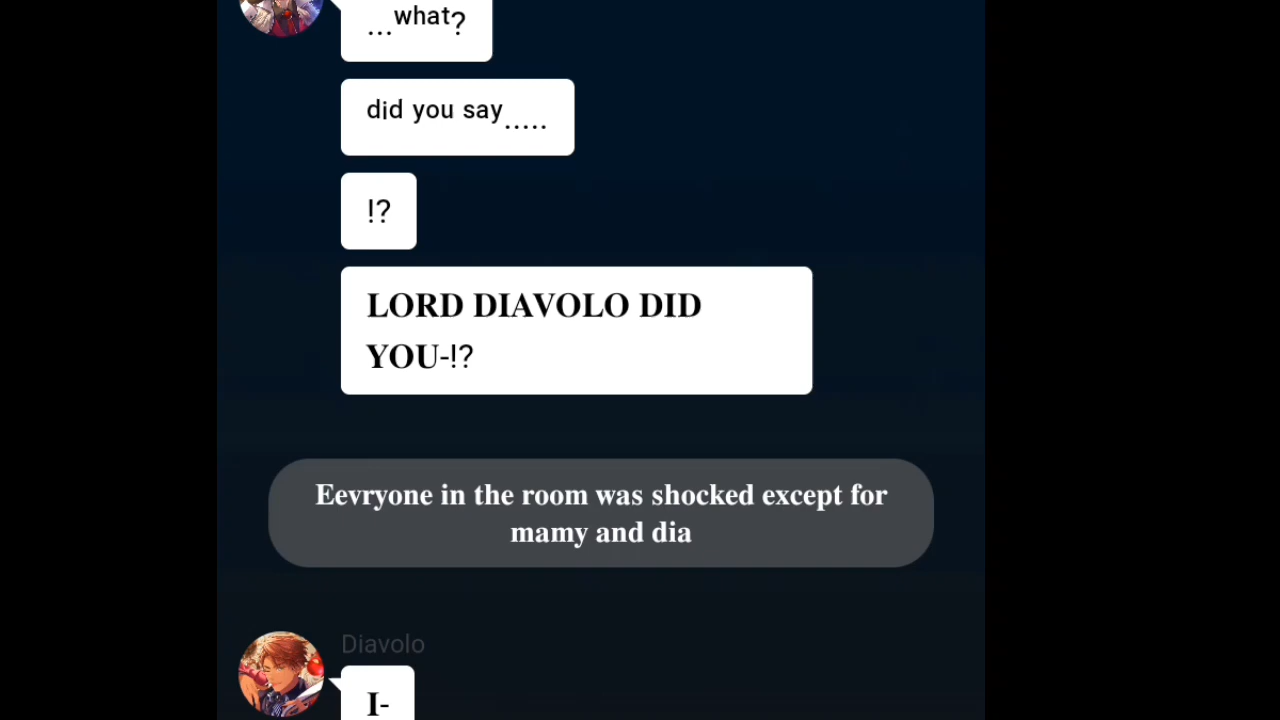 ...what?
did you say.....
!?
LORD DIAVOLO DID
YOU-!?
Eevryone in the room was shocked except for
mamy and dia
Diavolo
I-